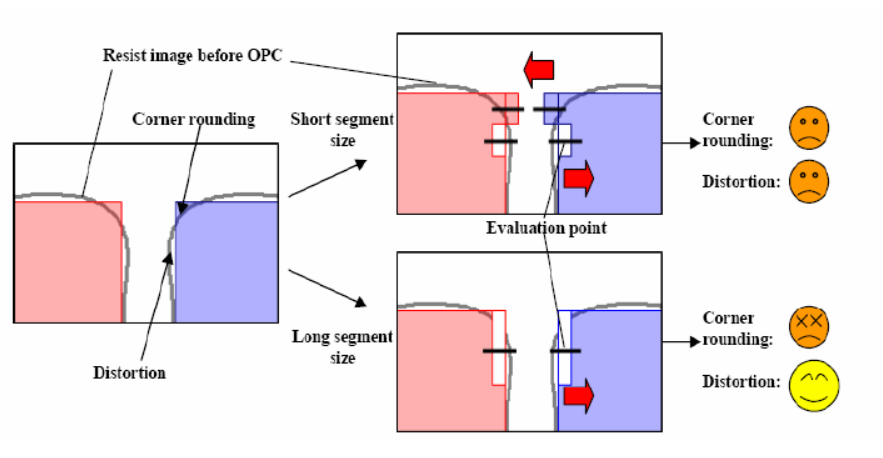 Resist image before OPC
Corner rounding
Distortion
Short segment
size
Long segment
size
Evaluation point
Corner
rounding:
Distortion:
Corner
rounding:
Distortion: